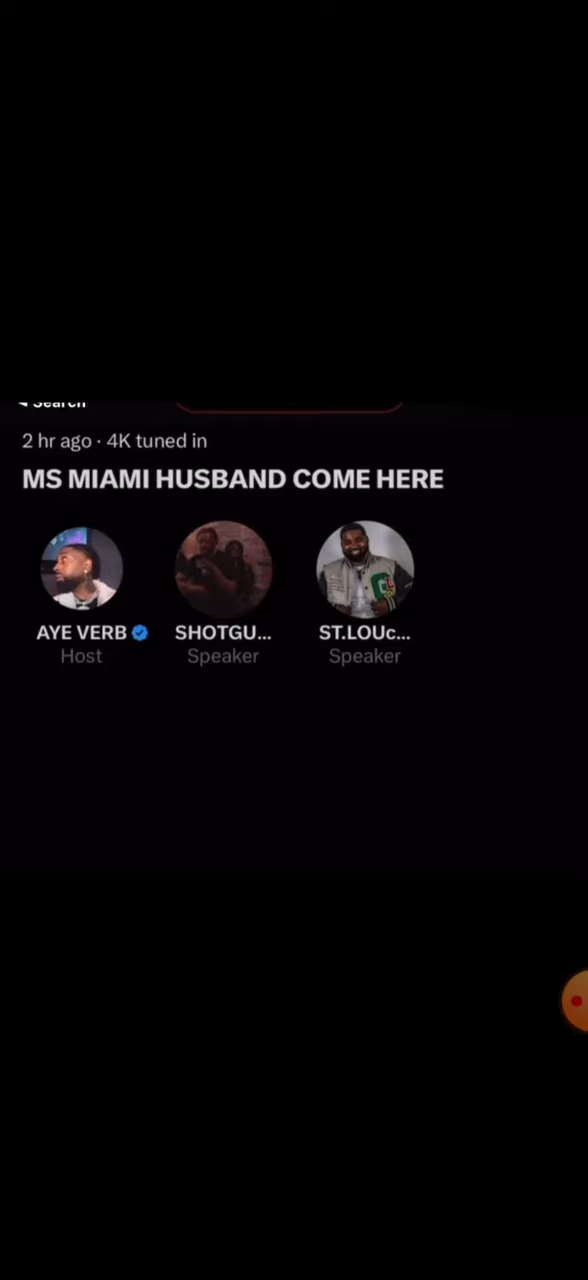 Search
2 hr ago · 4K tuned in
MS MIAMI HUSBAND COME HERE
AYE VERB SHOTGU... ST.LOUc...
Host Speaker Speaker